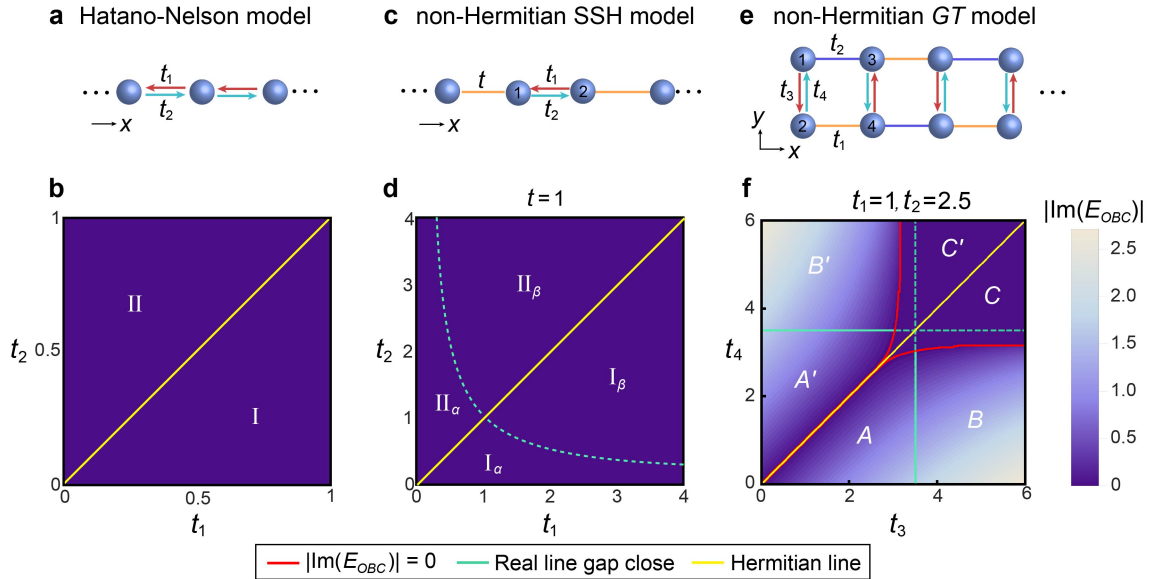 a Hatano-Nelson model
t1
t2
x
b
1
II
t2 0.5
I
0
0 0.5 1
t1
c non-Hermitian SSH model
t
t1
1 2
t2
x
d
t = 1
4
IIβ
3
t2 2
Iβ
IIα
1
Iα
0
0 1 2 3 4
t1
e non-Hermitian GT model
t2
1 3
t3 t4
2 4
t1
y
x
f
t1=1, t2=2.5
|Im(EOBC)|
6
B′ C′
C
4
t4
A′
2
A B
0
0 2 4 6
t3
2.5
2.0
1.5
1.0
0.5
0
|Im(EOBC)| = 0 Real line gap close Hermitian line